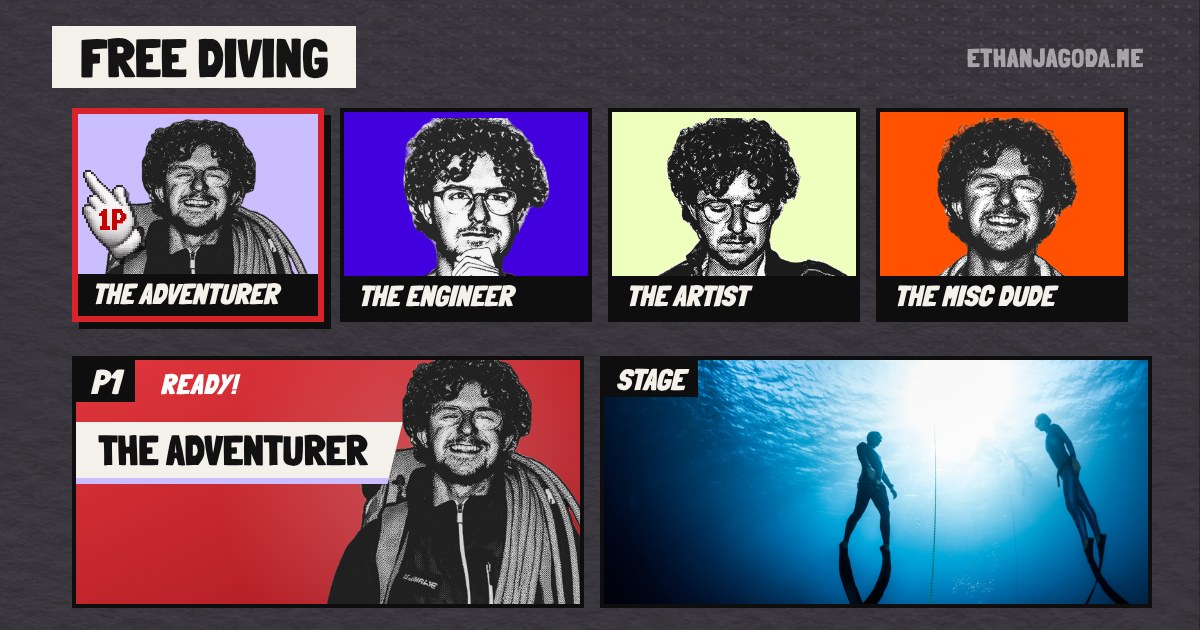 FREE DIVING
ETHANJAGODA.ME
1P
THE ADVENTURER
THE ENGINEER
THE ARTIST
THE MISC DUDE
P1
READY!
THE ADVENTURER
STAGE